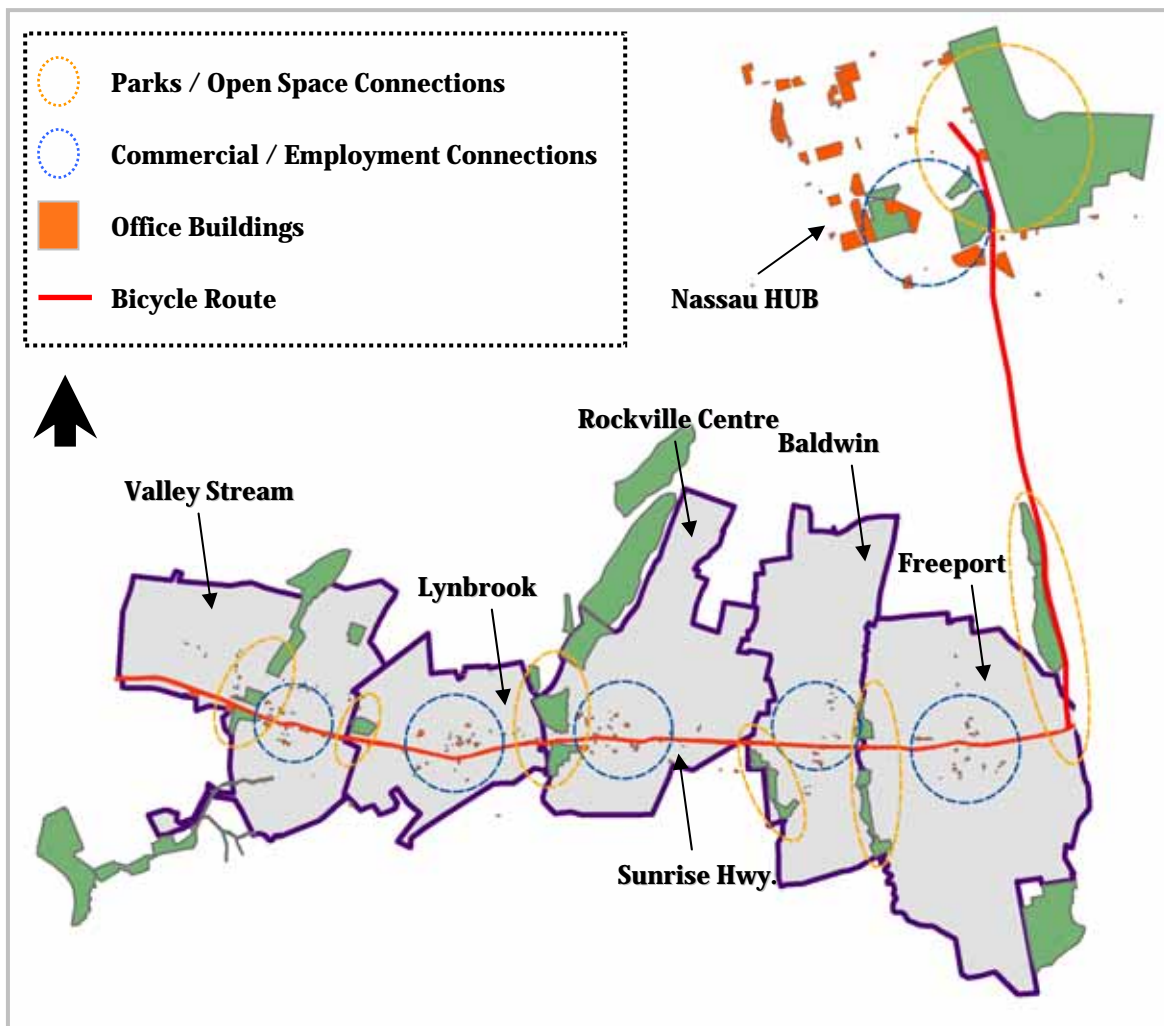 Parks / Open Space Connections
Commercial / Employment Connections
Office Buildings
Bicycle Route
Nassau HUB
Rockville Centre
Baldwin
Valley Stream
Freeport
Lynbrook
Sunrise Hwy.